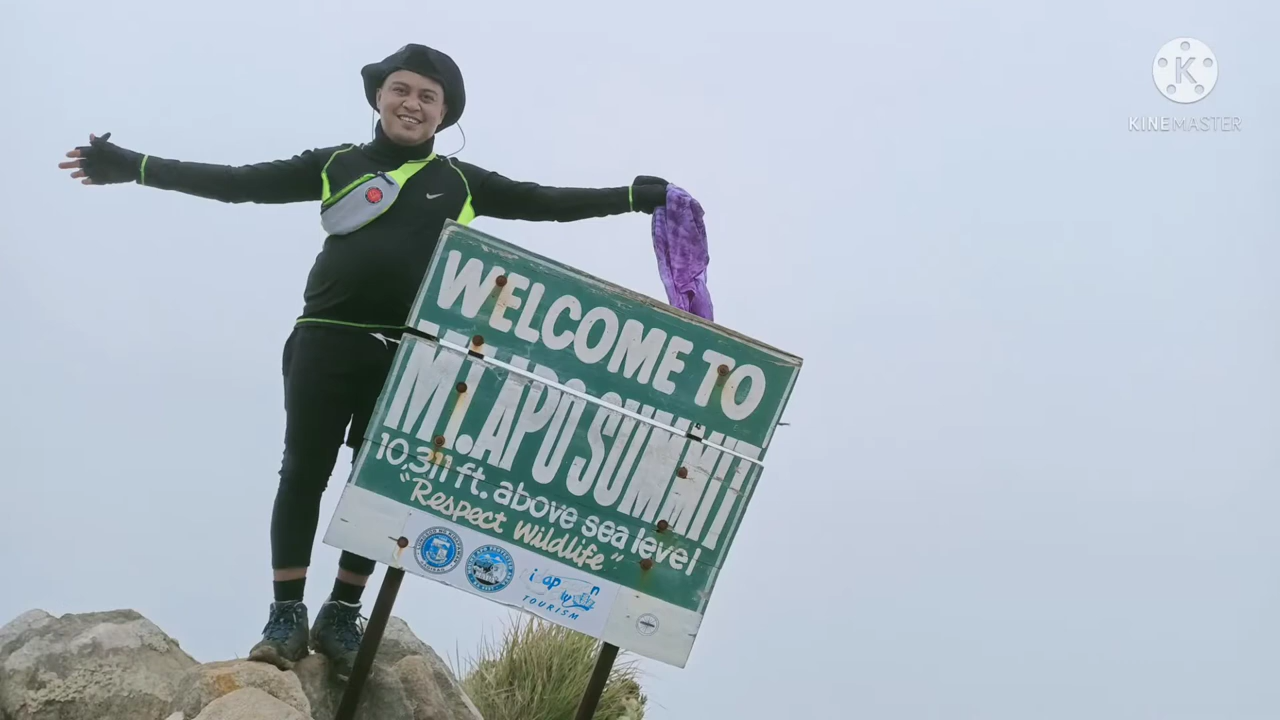 KINEMASTER
WELCOME TO
MT. APO SUMMIT
10,311 ft. above sea level
"Respect Wildlife"
TOURISM